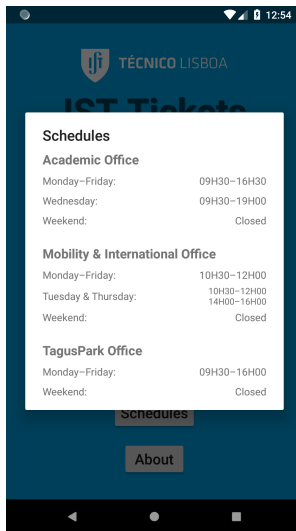 12:54
TÉCNICO LISBOA
IST Tickets
Schedules
Academic Office
Monday–Friday: 09H30–16H30
Wednesday: 09H30–19H00
Weekend: Closed
Mobility & International Office
Monday–Friday: 10H30–12H00
Tuesday & Thursday: 10H30–12H00
14H00–16H00
Weekend: Closed
TagusPark Office
Monday–Friday: 09H30–16H00
Weekend: Closed
Schedules
About